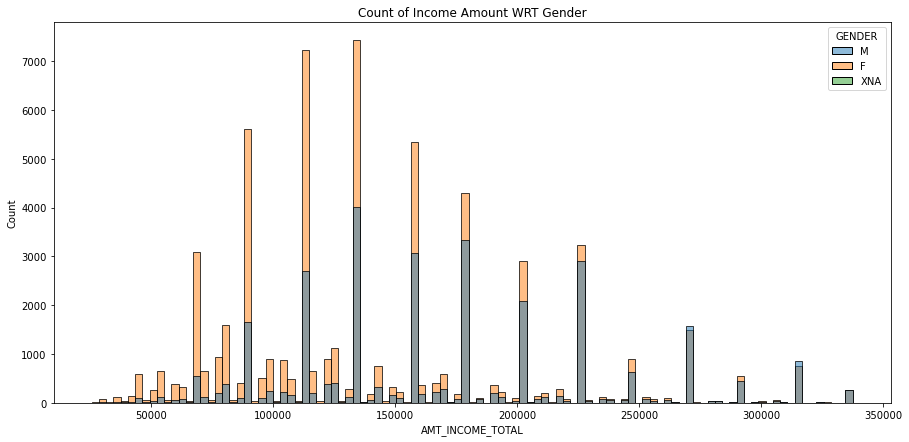 Count of Income Amount WRT Gender
GENDER
M
F
XNA
7000
6000
5000
4000
3000
2000
1000
0
Count
50000 100000 150000 200000 250000 300000 350000
AMT_INCOME_TOTAL